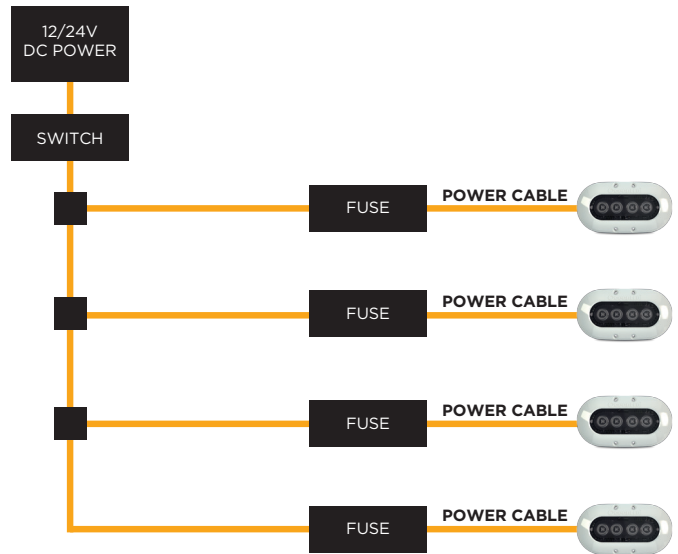 12/24V
DC POWER
SWITCH
FUSE
POWER CABLE
FUSE
POWER CABLE
FUSE
POWER CABLE
FUSE
POWER CABLE